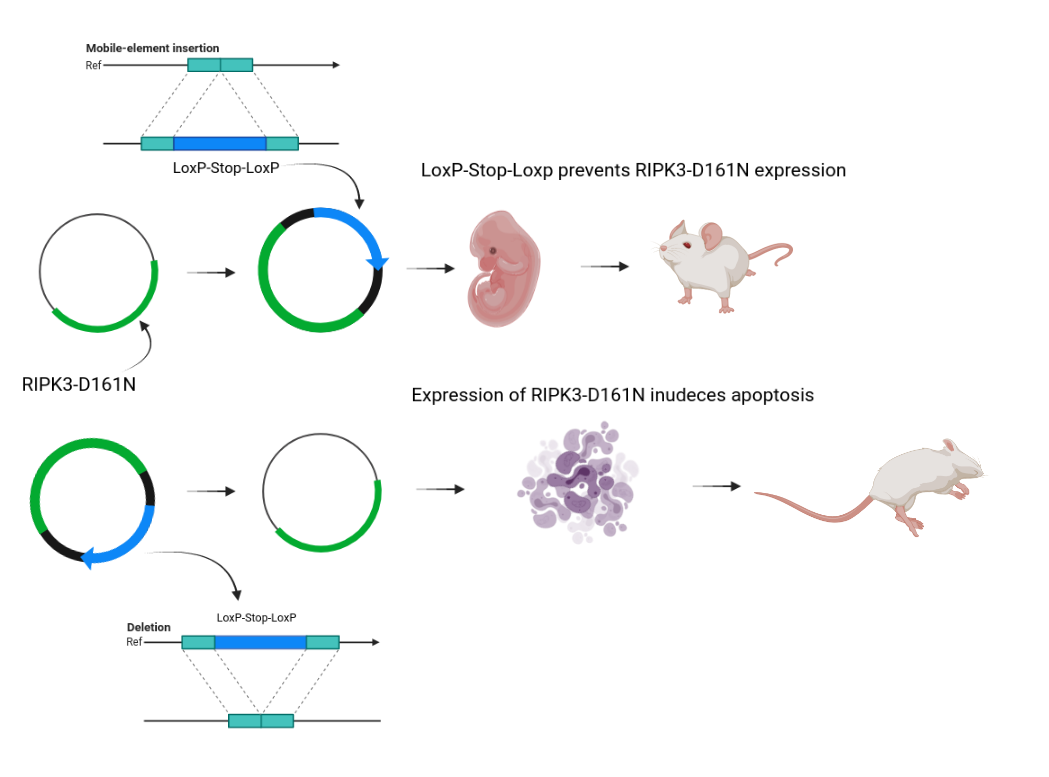 Mobile-element insertion
Ref
LoxP-Stop-LoxP
LoxP-Stop-Loxp prevents RIPK3-D161N expression
RIPK3-D161N
Expression of RIPK3-D161N inudeces apoptosis
LoxP-Stop-LoxP
Deletion
Ref